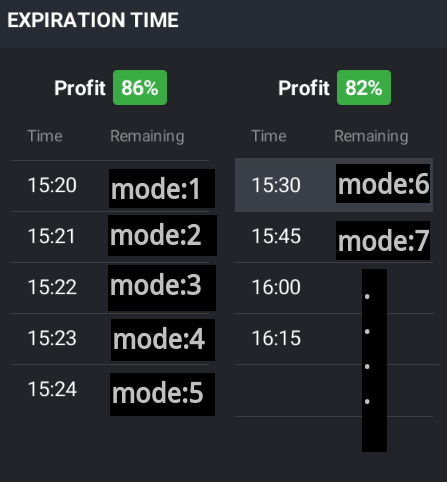 EXPIRATION TIME
Profit 86%
Time Remaining
15:20 mode:1
15:21 mode:2
15:22 mode:3
15:23 mode:4
15:24 mode:5
Profit 82%
Time Remaining
15:30 mode:6
15:45 mode:7
16:00 .
16:15 .
.
.